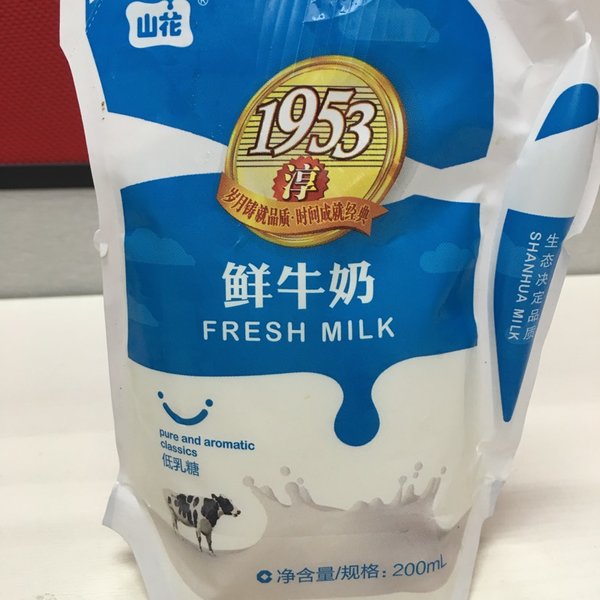 山花
®
1953
淳
岁月铸就品质·时间成就经典
鲜牛奶
FRESH MILK
生态决定品质
SHANHUA MILK
pure and aromatic
classics
低乳糖
净含量/规格：200mL